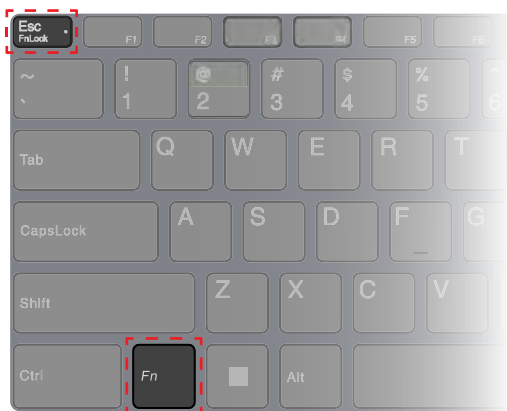 Esc
FnLock
F1
F2
F3
F4
F5
F6
~
`
!
1
@
2
#
3
$
4
%
5
^
6
Tab
Q
W
E
R
T
CapsLock
A
S
D
F
G
Shift
Z
X
C
V
Ctrl
Fn
Alt